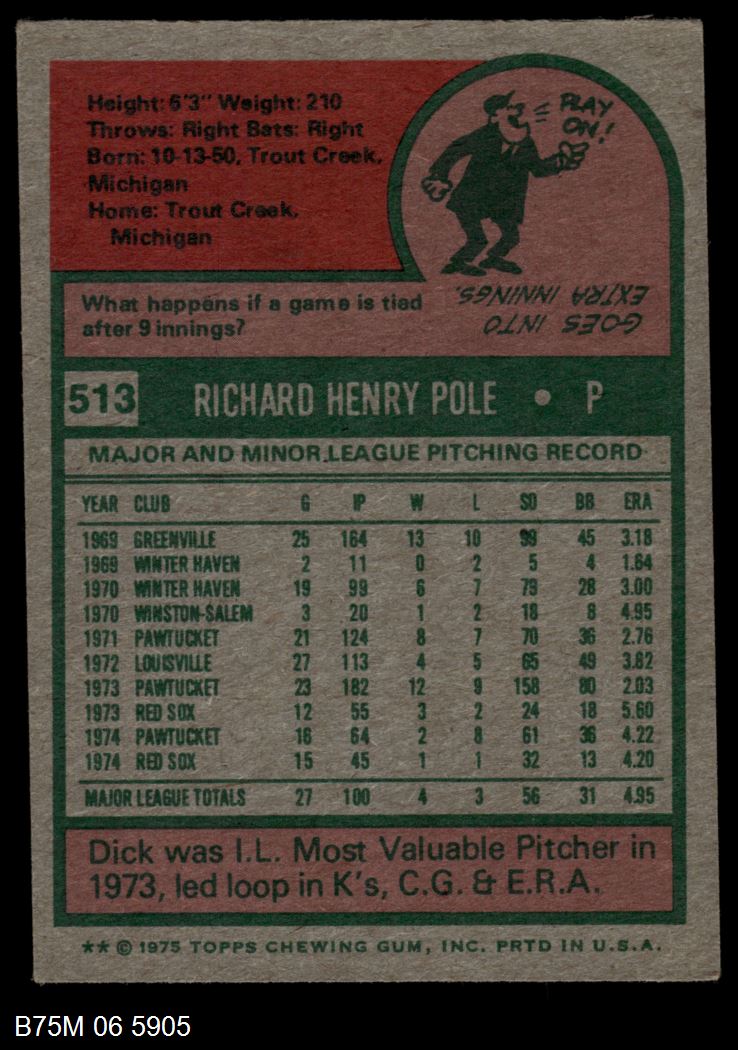 Height: 6'3" Weight: 210
Throws: Right Bats: Right
Born: 10-13-50, Trout Creek,
Michigan
Home: Trout Creek,
Michigan
PLAY
ON!
What happens if a game is tied
after 9 innings?
GOES INTO
EXTRA INNINGS.
513 RICHARD HENRY POLE • P
MAJOR AND MINOR LEAGUE PITCHING RECORD
YEAR CLUB G IP W L SO BB ERA
1969 GREENVILLE 25 164 13 10 99 45 3.18
1969 WINTER HAVEN 2 11 0 2 5 4 1.64
1970 WINTER HAVEN 19 99 6 7 79 28 3.00
1970 WINSTON-SALEM 3 20 1 2 18 8 4.95
1971 PAWTUCKET 21 124 8 7 70 36 2.76
1972 LOUISVILLE 27 113 4 5 65 49 3.82
1973 PAWTUCKET 23 182 12 9 158 80 2.03
1973 RED SOX 12 55 3 2 24 18 5.60
1974 PAWTUCKET 16 64 2 8 61 36 4.22
1974 RED SOX 15 45 1 1 32 13 4.20
MAJOR LEAGUE TOTALS 27 100 4 3 56 31 4.95
Dick was I.L. Most Valuable Pitcher in
1973, led loop in K's, C.G. & E.R.A.
** © 1975 TOPPS CHEWING GUM, INC. PRTD IN U.S.A.
B75M 06 5905